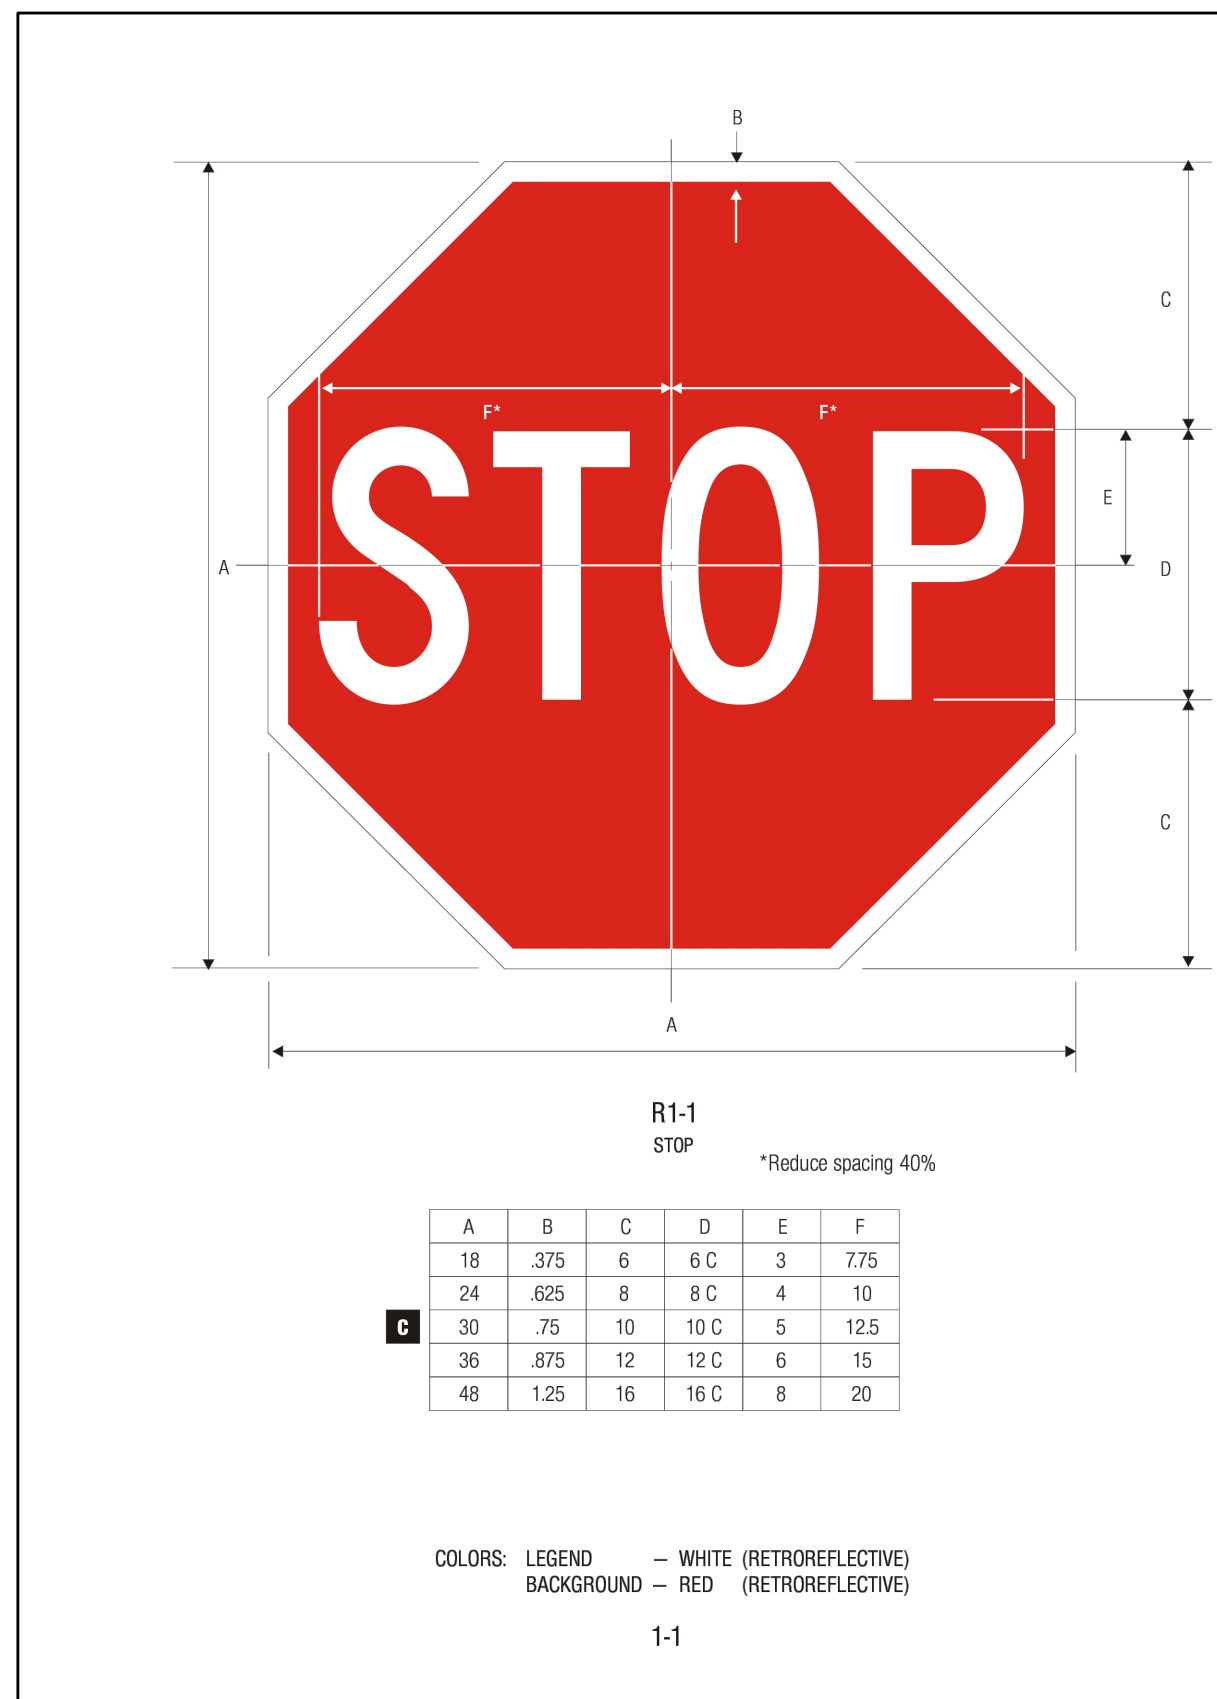 B
C
F*
F*
STOP
E
A
D
C
A
R1-1
STOP
*Reduce spacing 40%
A B C D E F
18 .375 6 6 C 3 7.75
24 .625 8 8 C 4 10
C 30 .75 10 10 C 5 12.5
36 .875 12 12 C 6 15
48 1.25 16 16 C 8 20
COLORS: LEGEND – WHITE (RETROREFLECTIVE)
BACKGROUND – RED (RETROREFLECTIVE)
1-1